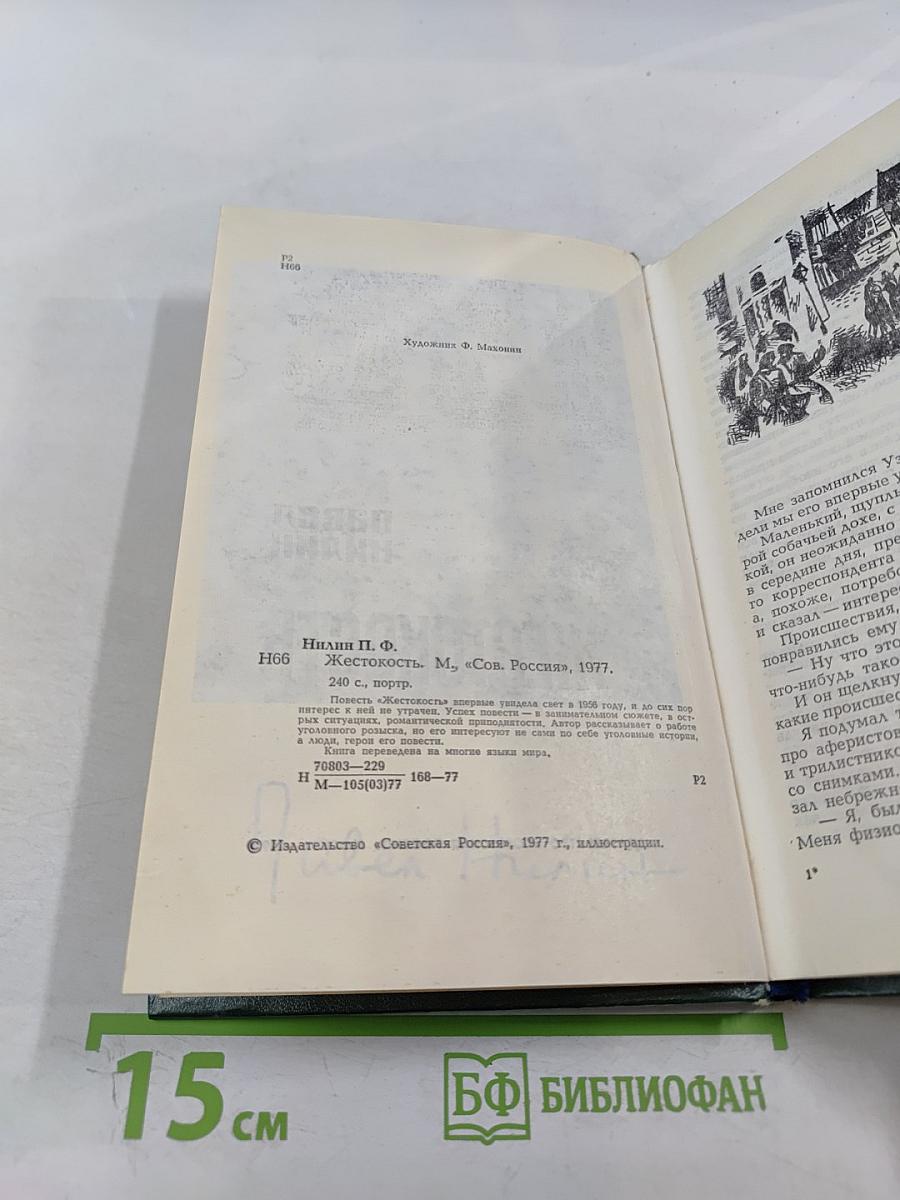 Р2
Н66
Художник Ф. Махонин
Нилин П. Ф.
Н66 Жестокость. М., «Сов. Россия», 1977.
240 с., портр.
Повесть «Жестокость» впервые увидела свет в 1956 году, и до сих пор
интерес к ней не утрачен. Успех повести — в занимательном сюжете, в ост-
рых ситуациях, романтической приподнятости. Автор рассказывает о работе
уголовного розыска, но его интересуют не сами по себе уголовные истории,
а люди, герои его повести.
Книга переведена на многие языки мира.
70803—229
Н 168—77
М—105(03)77
Р2
© Издательство «Советская Россия», 1977 г., иллюстрации.
Мне запомнился Уз
дели мы его впервые у
Маленький, щуплы
рой собачьей дохе, с
кой, он неожиданно
в середине дня, пре
го корреспондента
а, похоже, потребо
и сказал — интерес
Происшествия,
понравились ему
— Ну что это
что-нибудь тако
И он щелкну
какие происшес
Я подумал
про аферистов
и трилистнико
со снимками.
зал небрежн
— Я, был
Меня физио
1*
15 см
БФ БИБЛИОФАН